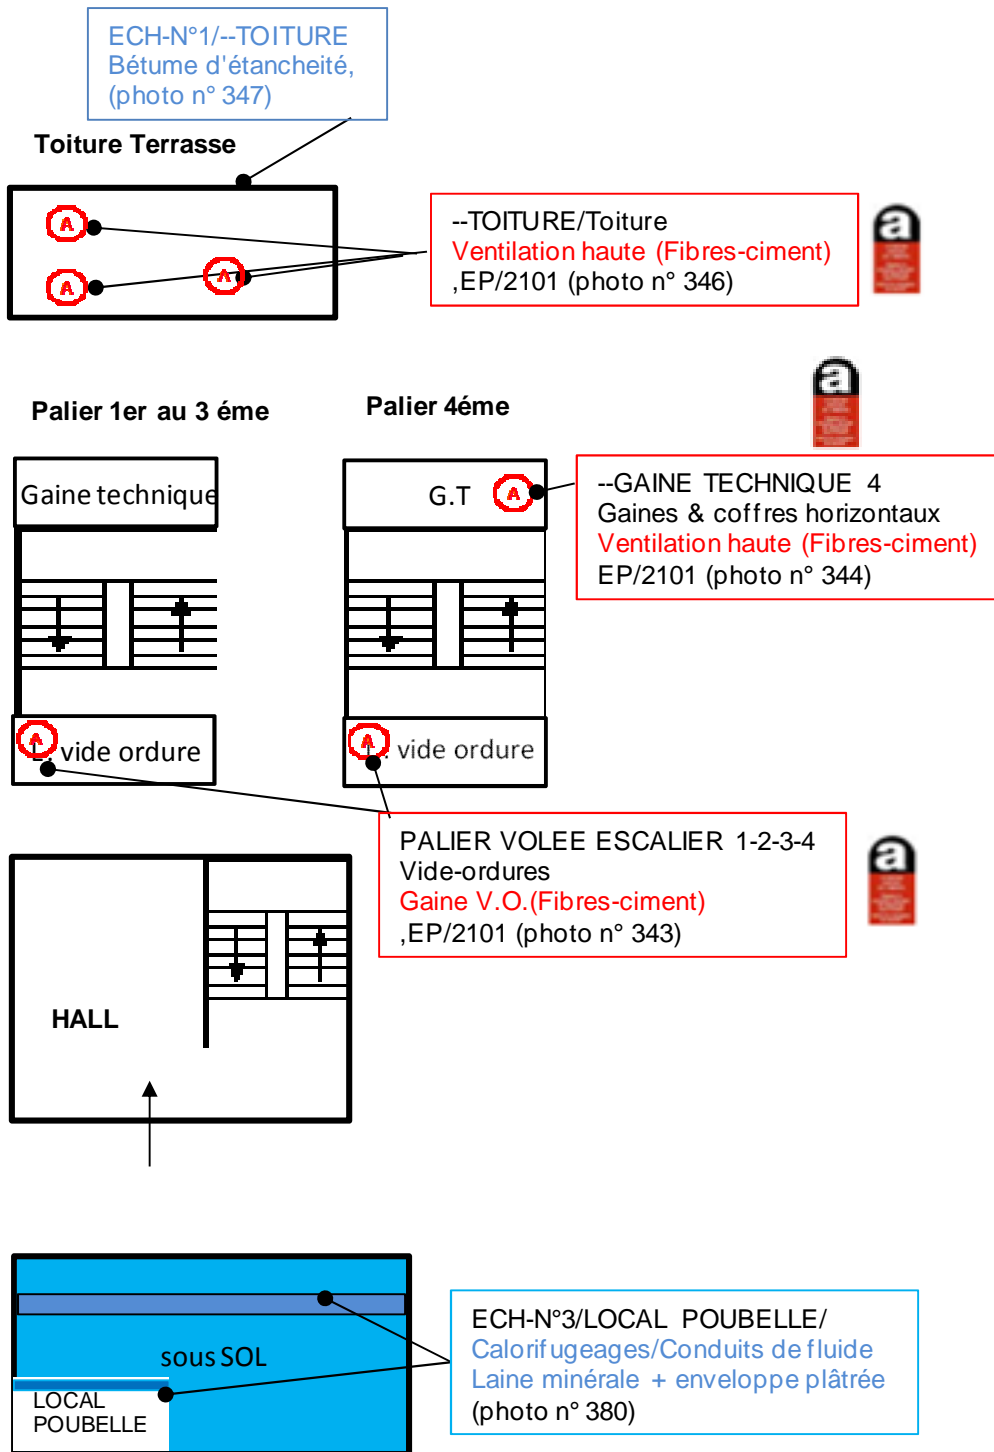 ECH-N°1/--TOITURE
Bétume d'étancheité,
(photo n° 347)
Toiture Terrasse
A
A
A
--TOITURE/Toiture
Ventilation haute (Fibres-ciment)
,EP/2101 (photo n° 346)
a
a
Palier 1er au 3 éme
Palier 4éme
Gaine technique
G.T
A
--GAINE TECHNIQUE 4
Gaines & coffres horizontaux
Ventilation haute (Fibres-ciment)
EP/2101 (photo n° 344)
A
L. vide ordure
A
vide ordure
PALIER VOLEE ESCALIER 1-2-3-4
Vide-ordures
Gaine V.O.(Fibres-ciment)
,EP/2101 (photo n° 343)
a
HALL
sous SOL
LOCAL
POUBELLE
ECH-N°3/LOCAL POUBELLE/
Calorifugeages/Conduits de fluide
Laine minérale + enveloppe plâtrée
(photo n° 380)